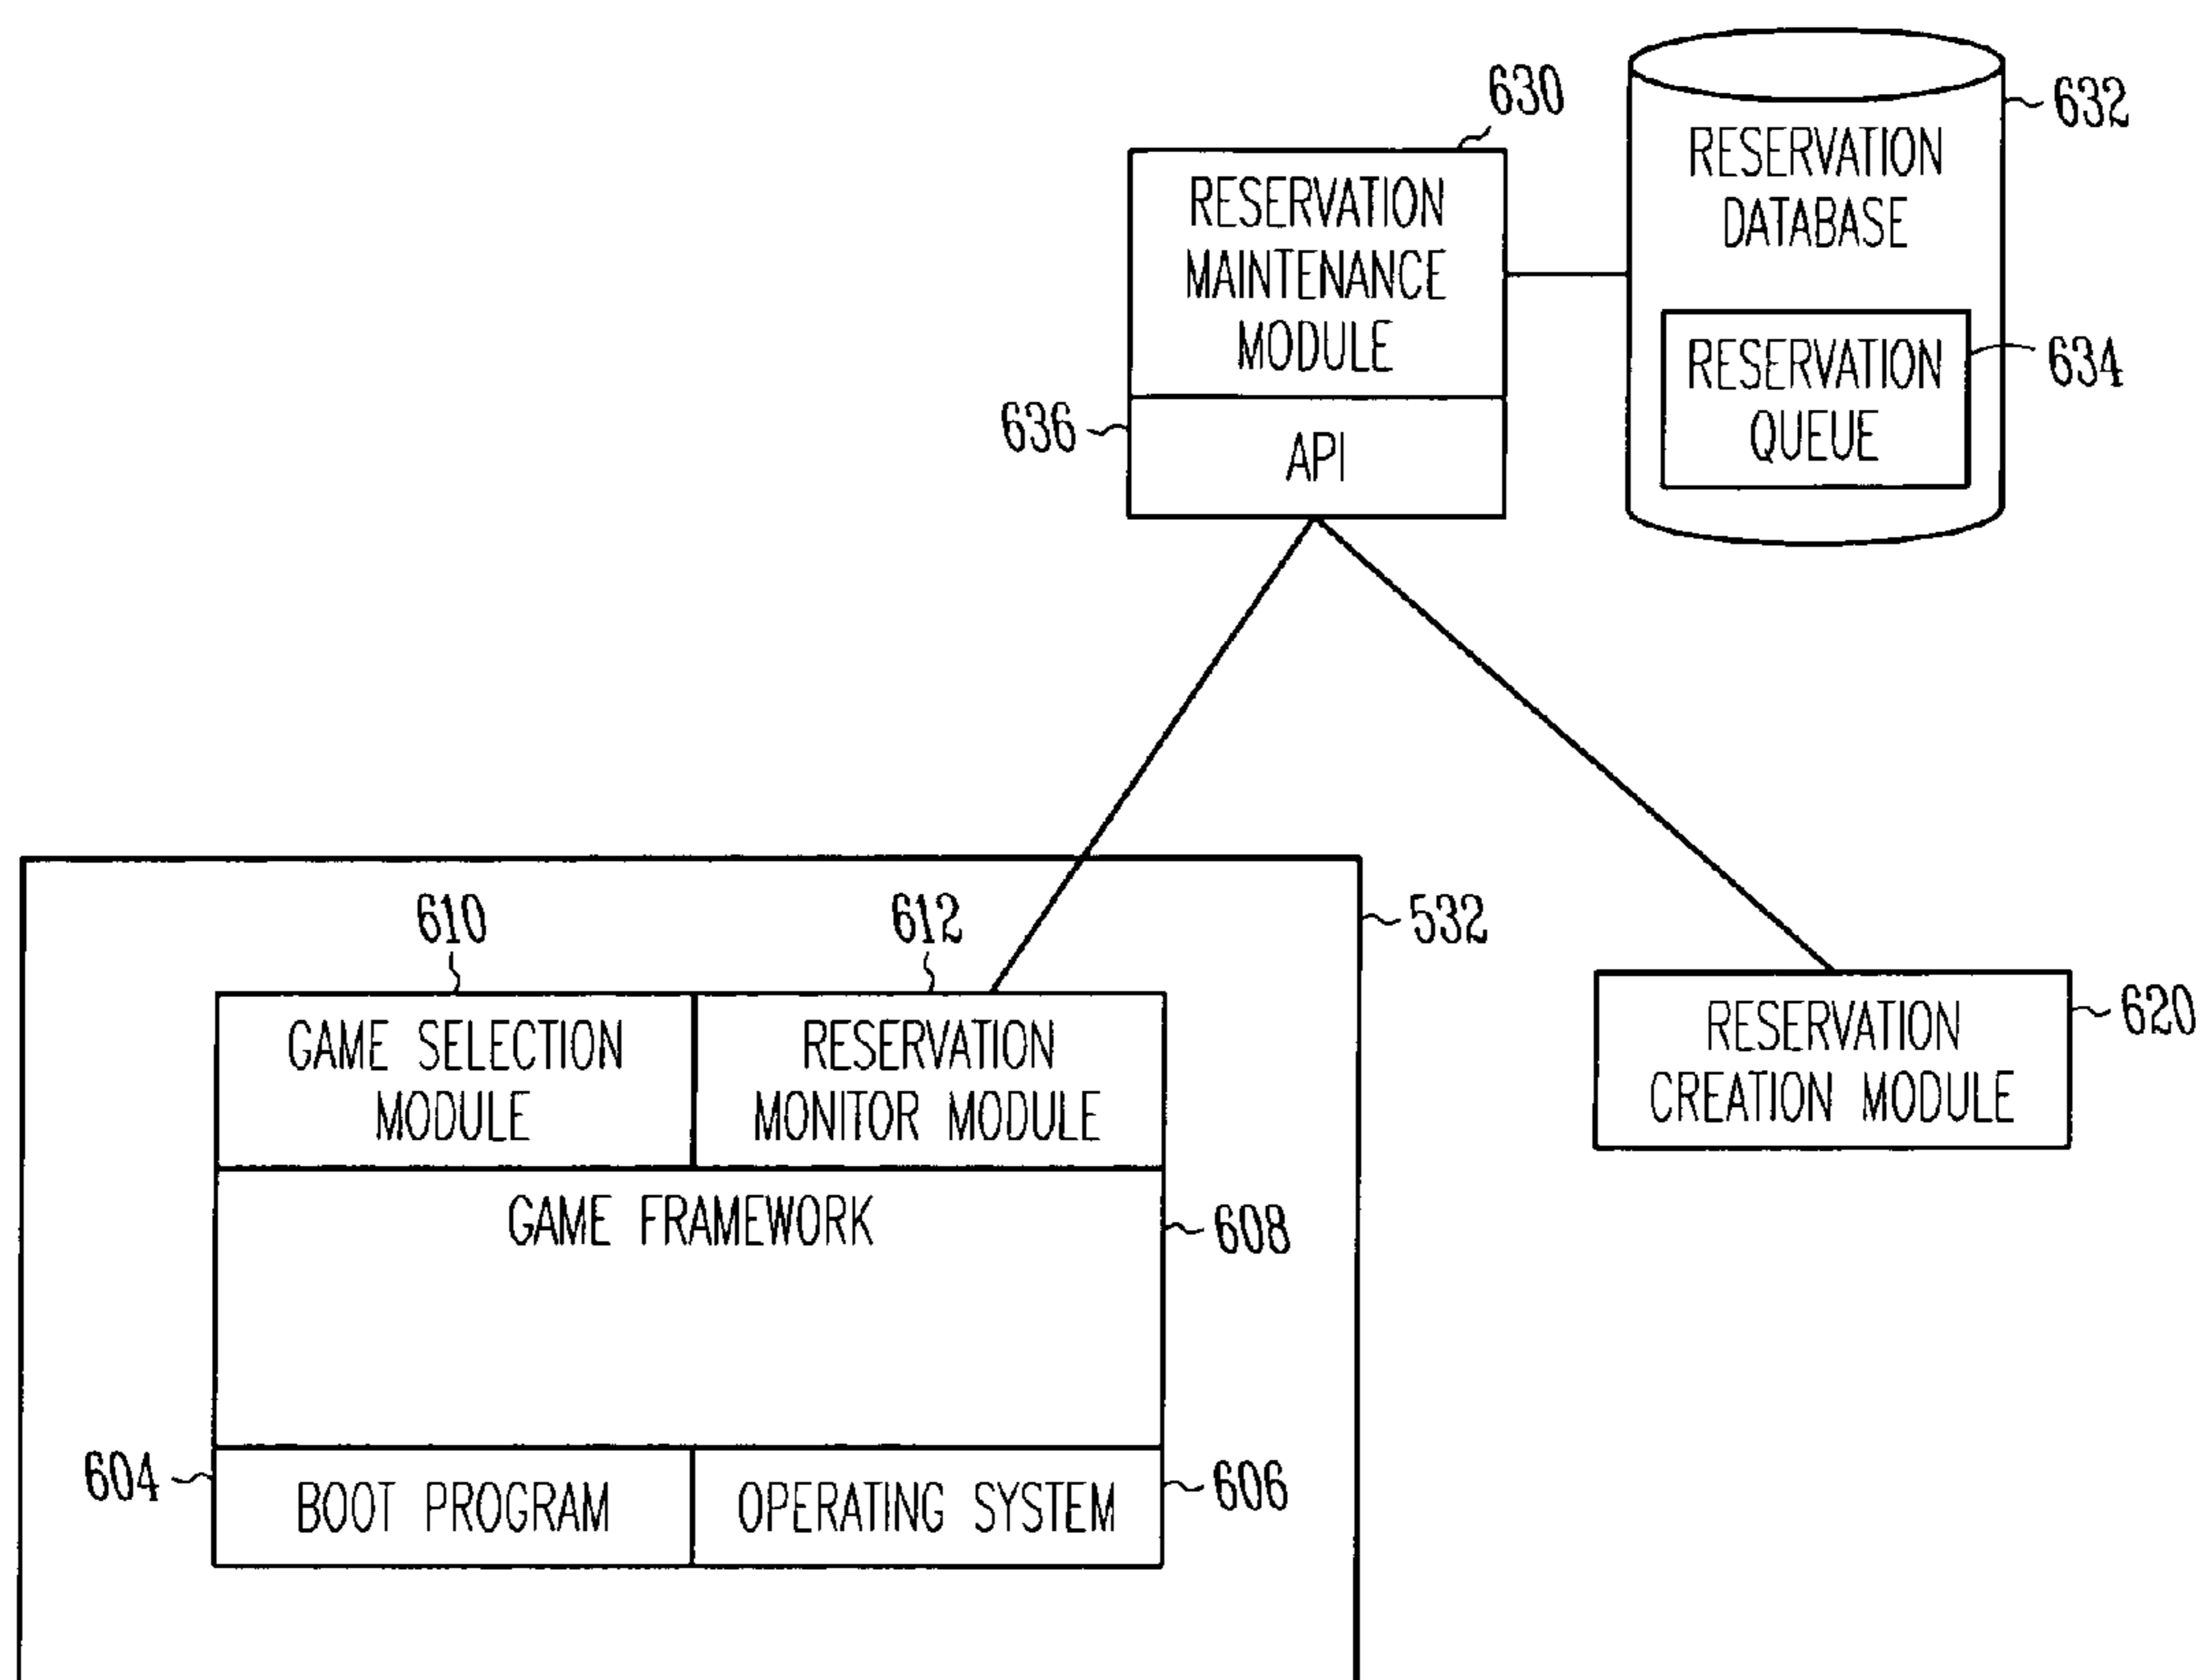 630
632
RESERVATION
DATABASE
RESERVATION
MAINTENANCE
MODULE
634
RESERVATION
QUEUE
636
API
610
612
532
GAME SELECTION
MODULE
RESERVATION
MONITOR MODULE
620
RESERVATION
CREATION MODULE
GAME FRAMEWORK
608
604
BOOT PROGRAM
OPERATING SYSTEM
606